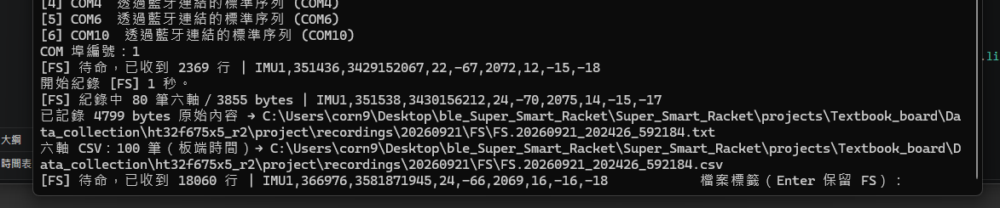 [4] COM4  透過藍牙連結的標準序列 (COM4)
[5] COM6  透過藍牙連結的標準序列 (COM6)
[6] COM10  透過藍牙連結的標準序列 (COM10)
COM 埠編號：1
[FS] 待命，已收到 2369 行 | IMU1,351436,3429152067,22,-67,2072,12,-15,-18
開始紀錄 [FS] 1 秒。
[FS] 紀錄中 80 筆六軸／3855 bytes | IMU1,351538,3430156212,24,-70,2075,14,-15,-17
已記錄 4799 bytes 原始內容 → C:\Users\corn9\Desktop\ble_Super_Smart_Racket\Super_Smart_Racket\projects\Textbook_board\Da
ta_collection\ht32f675x5_r2\project\recordings\20260921\FS\FS.20260921_202426_592184.txt
六軸 CSV：100 筆（板端時間）→ C:\Users\corn9\Desktop\ble_Super_Smart_Racket\Super_Smart_Racket\projects\Textbook_board\D
ata_collection\ht32f675x5_r2\project\recordings\20260921\FS\FS.20260921_202426_592184.csv
[FS] 待命，已收到 18060 行 | IMU1,366976,3581871945,24,-66,2069,16,-16,-18          檔案標籤（Enter 保留 FS）：
大綱
時間表
.li